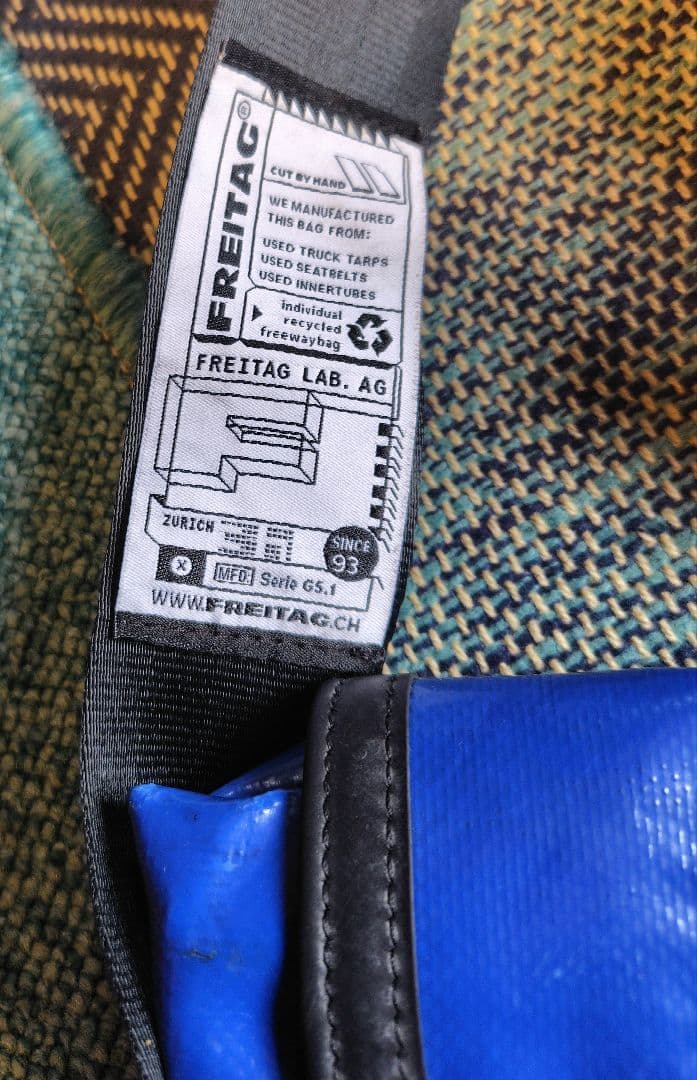 FREITAG®
CUT BY HAND
WE MANUFACTURED
THIS BAG FROM:
USED TRUCK TARPS
USED SEATBELTS
USED INNERTUBES
individual
recycled
freewaybag
FREITAG LAB. AG
F
ZURICH
SINCE
93
X
MFD: Serie G5.1
WWW.FREITAG.CH